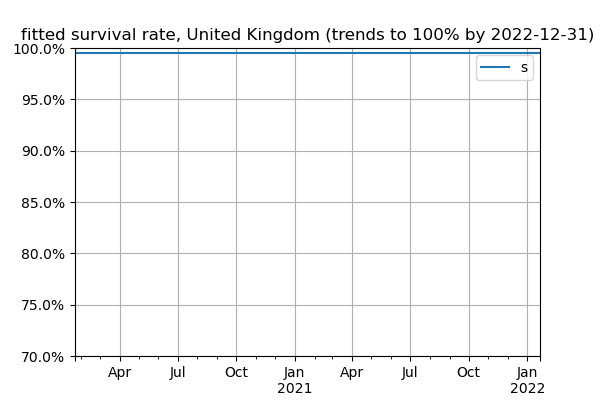 fitted survival rate, United Kingdom (trends to 100% by 2022-12-31)
100.0%
s
95.0%
90.0%
85.0%
80.0%
75.0%
70.0%
Apr Jul Oct Jan Apr Jul Oct Jan
2021 2022